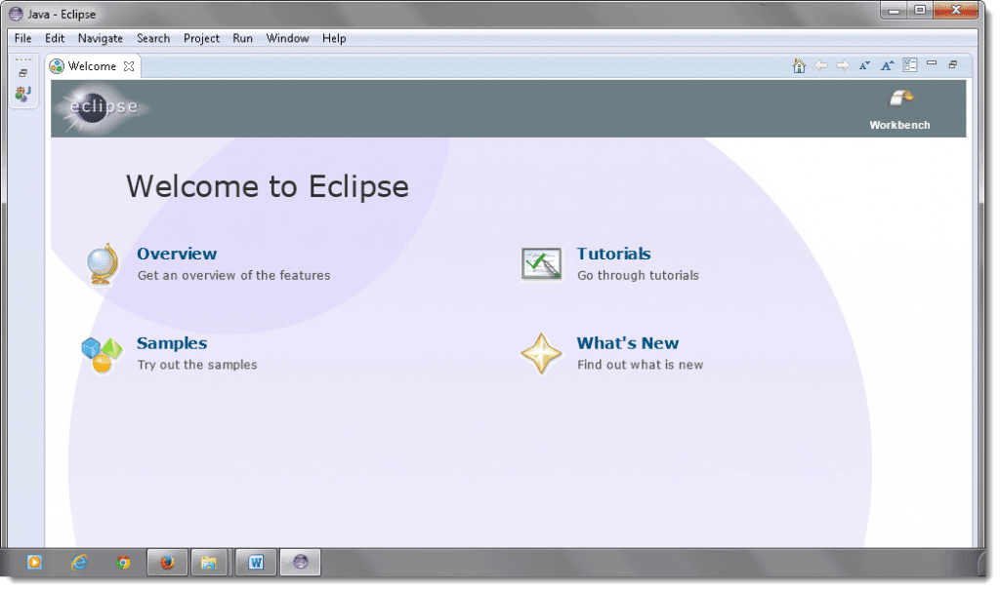 Java - Eclipse
File Edit Navigate Search Project Run Window Help
Welcome
eclipse
Workbench
Welcome to Eclipse
Overview
Get an overview of the features
Tutorials
Go through tutorials
Samples
Try out the samples
What's New
Find out what is new